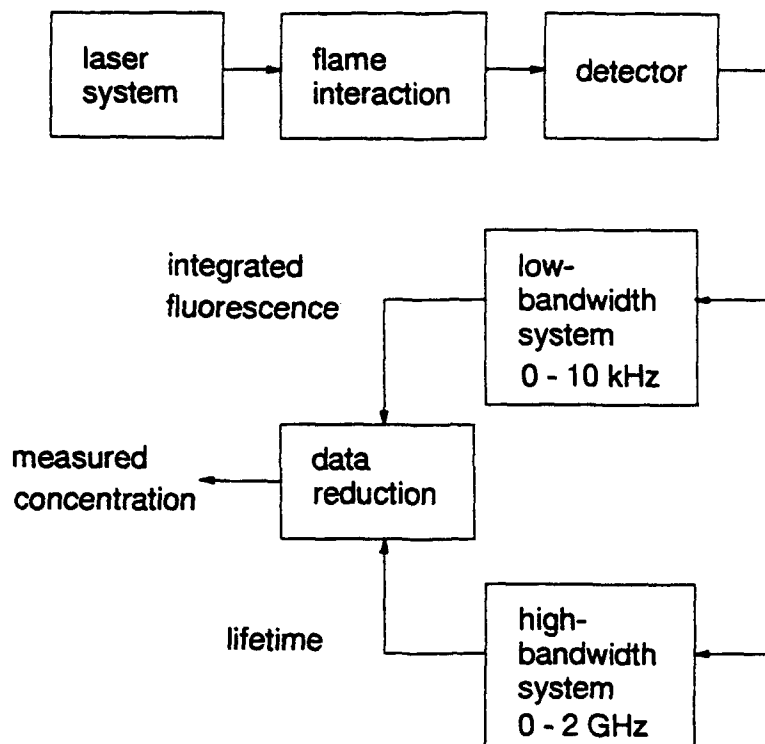 laser
system
flame
interaction
detector
integrated
fluorescence
low-
bandwidth
system
0 - 10 kHz
measured
concentration
data
reduction
lifetime
high-
bandwidth
system
0 - 2 GHz